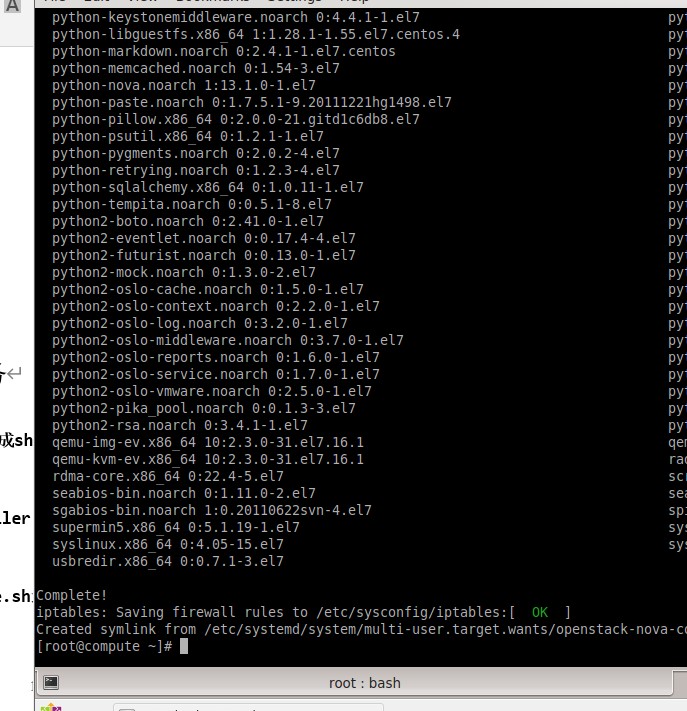 A
python-keystonemiddleware.noarch 0:4.4.1-1.el7
python-libguestfs.x86_64 1:1.28.1-1.55.el7.centos.4
python-markdown.noarch 0:2.4.1-1.el7.centos
python-memcached.noarch 0:1.54-3.el7
python-nova.noarch 1:13.1.0-1.el7
python-paste.noarch 0:1.7.5.1-9.20111221hg1498.el7
python-pillow.x86_64 0:2.0.0-21.gitd1c6db8.el7
python-psutil.x86_64 0:1.2.1-1.el7
python-pygments.noarch 0:2.0.2-4.el7
python-retrying.noarch 0:1.2.3-4.el7
python-sqlalchemy.x86_64 0:1.0.11-1.el7
python-tempita.noarch 0:0.5.1-8.el7
python2-boto.noarch 0:2.41.0-1.el7
python2-eventlet.noarch 0:0.17.4-4.el7
python2-futurist.noarch 0:0.13.0-1.el7
python2-mock.noarch 0:1.3.0-2.el7
python2-oslo-cache.noarch 0:1.5.0-1.el7
python2-oslo-context.noarch 0:2.2.0-1.el7
python2-oslo-log.noarch 0:3.2.0-1.el7
python2-oslo-middleware.noarch 0:3.7.0-1.el7
python2-oslo-reports.noarch 0:1.6.0-1.el7
python2-oslo-service.noarch 0:1.7.0-1.el7
python2-oslo-vmware.noarch 0:2.5.0-1.el7
python2-pika_pool.noarch 0:0.1.3-3.el7
python2-rsa.noarch 0:3.4.1-1.el7
qemu-img-ev.x86_64 10:2.3.0-31.el7.16.1
qemu-kvm-ev.x86_64 10:2.3.0-31.el7.16.1
rdma-core.x86_64 0:22.4-5.el7
seabios-bin.noarch 0:1.11.0-2.el7
sgabios-bin.noarch 1:0.20110622svn-4.el7
supermin5.x86_64 0:5.1.19-1.el7
syslinux.x86_64 0:4.05-15.el7
usbredir.x86_64 0:0.7.1-3.el7
Complete!
iptables: Saving firewall rules to /etc/sysconfig/iptables:[ OK ]
Created symlink from /etc/systemd/system/multi-user.target.wants/openstack-nova-co
[root@compute ~]#
root : bash